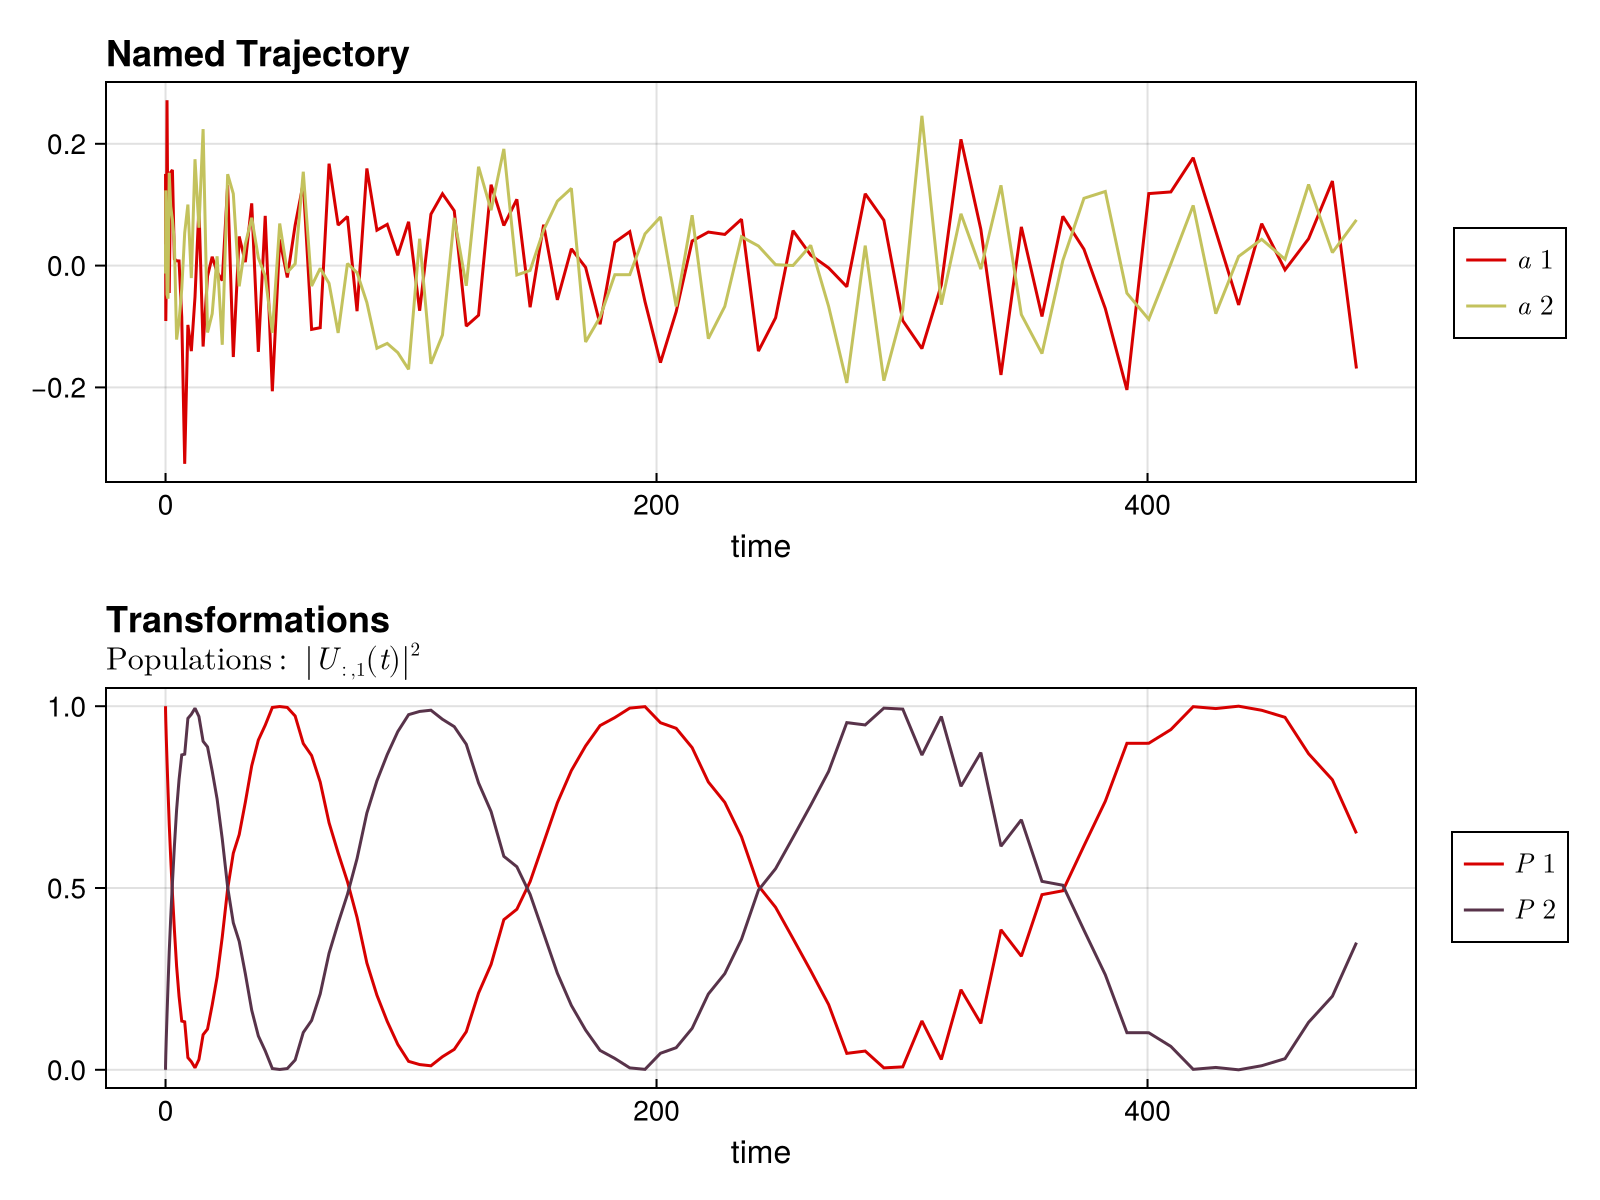 Named Trajectory
0.2
0.0
−0.2
0 200 400
time
a 1
a 2
Transformations
Populations: |U:,1(t)|²
1.0
0.5
0.0
0 200 400
time
P 1
P 2